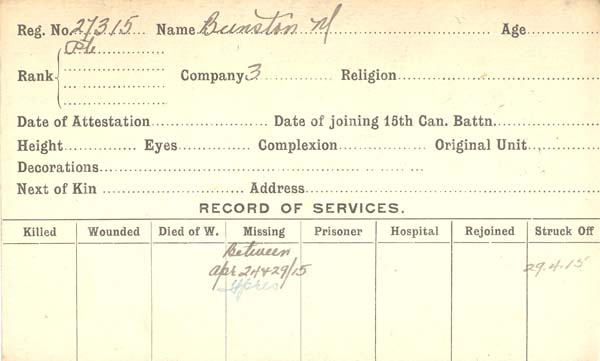 Reg. No. 27315 Name Bunston M Age
Pte
Rank Company 3 Religion
Date of Attestation Date of joining 15th Can. Battn.
Height Eyes Complexion Original Unit
Decorations
Next of Kin Address
RECORD OF SERVICES.
Killed Wounded Died of W. Missing Prisoner Hospital Rejoined Struck Off
Between
Apr 24 & 29/15 29.4.15
Ypres